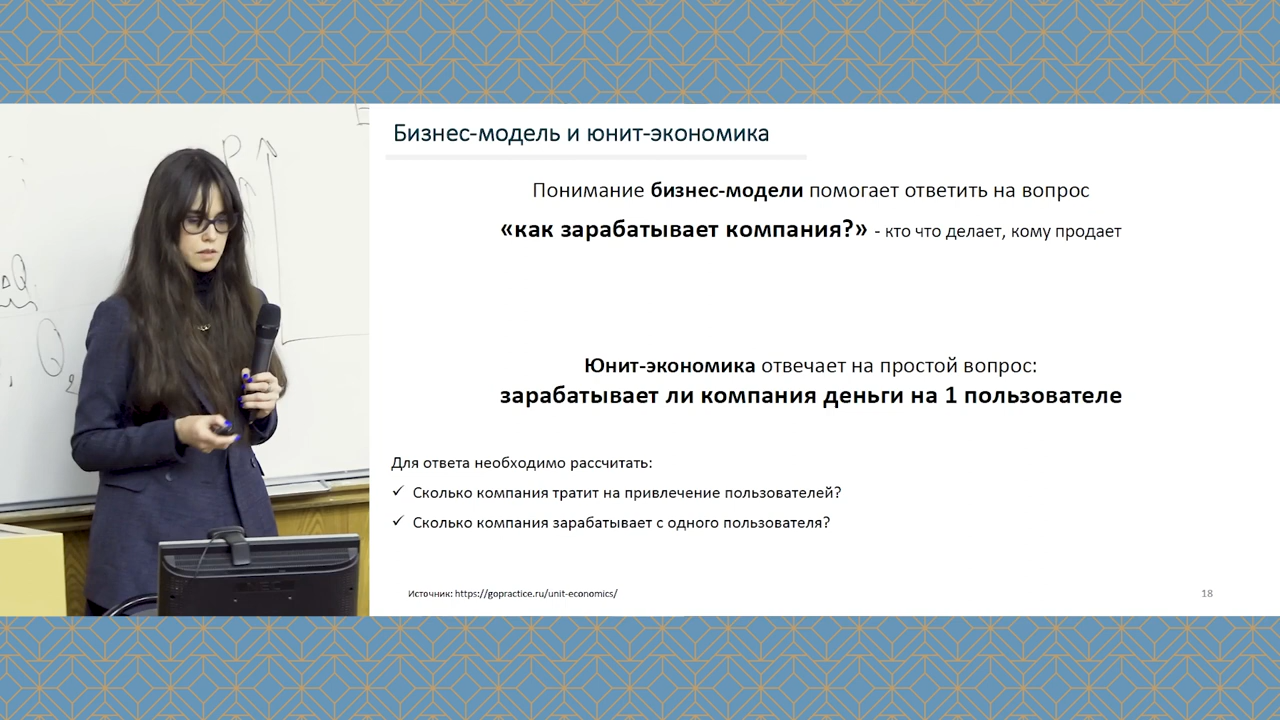 P
ΔQ
Q₂
Бизнес-модель и юнит-экономика
Понимание бизнес-модели помогает ответить на вопрос
«как зарабатывает компания?» - кто что делает, кому продает
Юнит-экономика отвечает на простой вопрос:
зарабатывает ли компания деньги на 1 пользователе
Для ответа необходимо рассчитать:
✓ Сколько компания тратит на привлечение пользователей?
✓ Сколько компания зарабатывает с одного пользователя?
Источник: https://gopractice.ru/unit-economics/
18